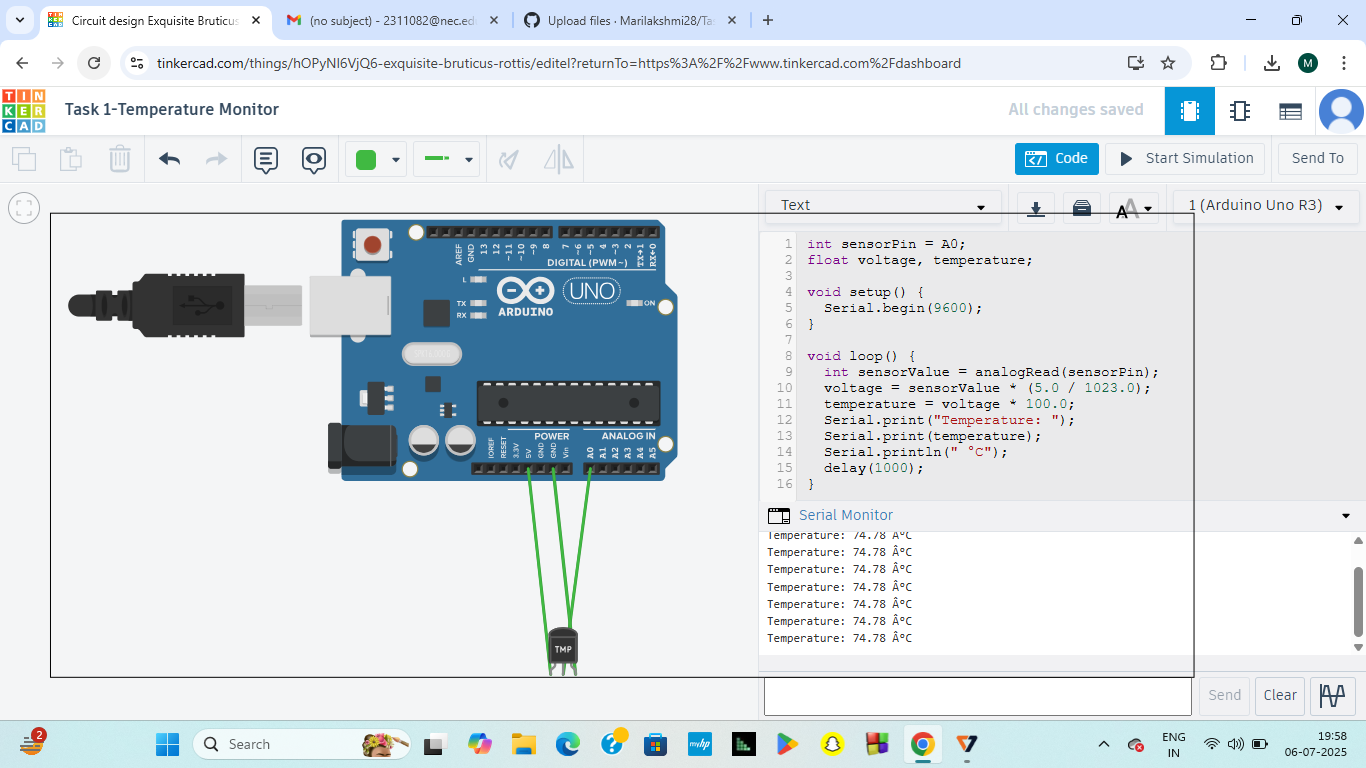 Circuit design Exquisite Bruticus
(no subject) - 2311082@nec.ed
Upload files · Marilakshmi28/Ta
tinkercad.com/things/hOPyNI6VjQ6-exquisite-bruticus-rottis/editel?returnTo=https%3A%2F%2Fwww.tinkercad.com%2Fdashboard
M
TIN
KER
CAD
Task 1-Temperature Monitor
All changes saved
Code
Start Simulation
Send To
Text
AA
1 (Arduino Uno R3)
AREF
GND
13
12
~11
~10
~9
8
7
~6
~5
4
~3
2
TX→1
RX←0
DIGITAL (PWM~)
L
TX
RX
ARDUINO
UNO
ON
IOREF
RESET
3.3V
5V
GND
GND
Vin
POWER
ANALOG IN
A0
A1
A2
A3
A4
A5
TMP
1 int sensorPin = A0;
2 float voltage, temperature;
3
4 void setup() {
5 Serial.begin(9600);
6 }
7
8 void loop() {
9 int sensorValue = analogRead(sensorPin);
10 voltage = sensorValue * (5.0 / 1023.0);
11 temperature = voltage * 100.0;
12 Serial.print("Temperature: ");
13 Serial.print(temperature);
14 Serial.println(" °C");
15 delay(1000);
16 }
Serial Monitor
Temperature: 74.78 Â°C
Temperature: 74.78 Â°C
Temperature: 74.78 Â°C
Temperature: 74.78 Â°C
Temperature: 74.78 Â°C
Temperature: 74.78 Â°C
Temperature: 74.78 Â°C
Send
Clear
2
Search
myhp
ENG
IN
19:58
06-07-2025